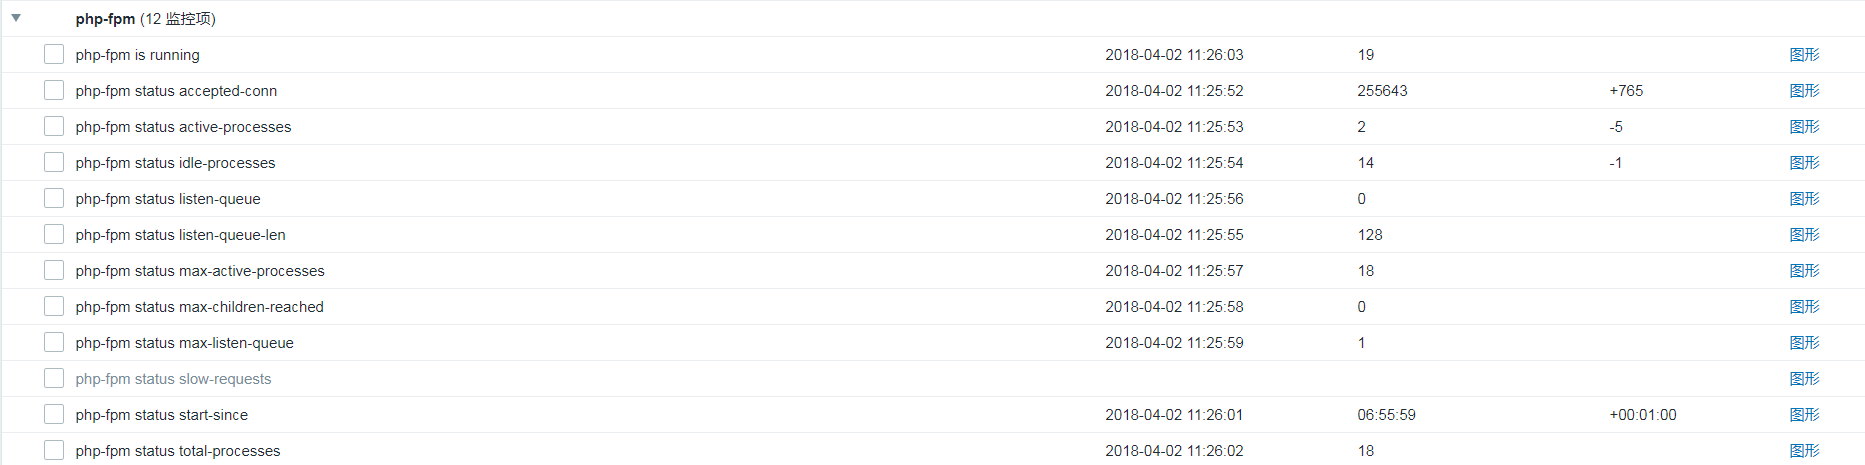 php-fpm (12 监控项)
php-fpm is running 2018-04-02 11:26:03 19 图形
php-fpm status accepted-conn 2018-04-02 11:25:52 255643 +765 图形
php-fpm status active-processes 2018-04-02 11:25:53 2 -5 图形
php-fpm status idle-processes 2018-04-02 11:25:54 14 -1 图形
php-fpm status listen-queue 2018-04-02 11:25:56 0 图形
php-fpm status listen-queue-len 2018-04-02 11:25:55 128 图形
php-fpm status max-active-processes 2018-04-02 11:25:57 18 图形
php-fpm status max-children-reached 2018-04-02 11:25:58 0 图形
php-fpm status max-listen-queue 2018-04-02 11:25:59 1 图形
php-fpm status slow-requests 图形
php-fpm status start-since 2018-04-02 11:26:01 06:55:59 +00:01:00 图形
php-fpm status total-processes 2018-04-02 11:26:02 18 图形